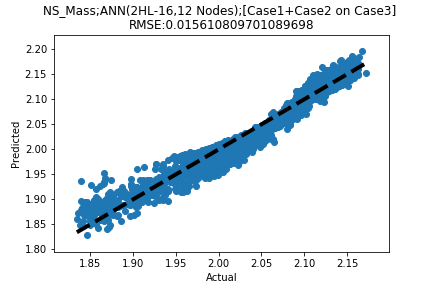 NS_Mass;ANN(2HL-16,12 Nodes);[Case1+Case2 on Case3]
RMSE:0.015610809701089698
2.20
2.15
2.10
2.05
2.00
1.95
1.90
1.85
1.80
Predicted
1.85 1.90 1.95 2.00 2.05 2.10 2.15
Actual